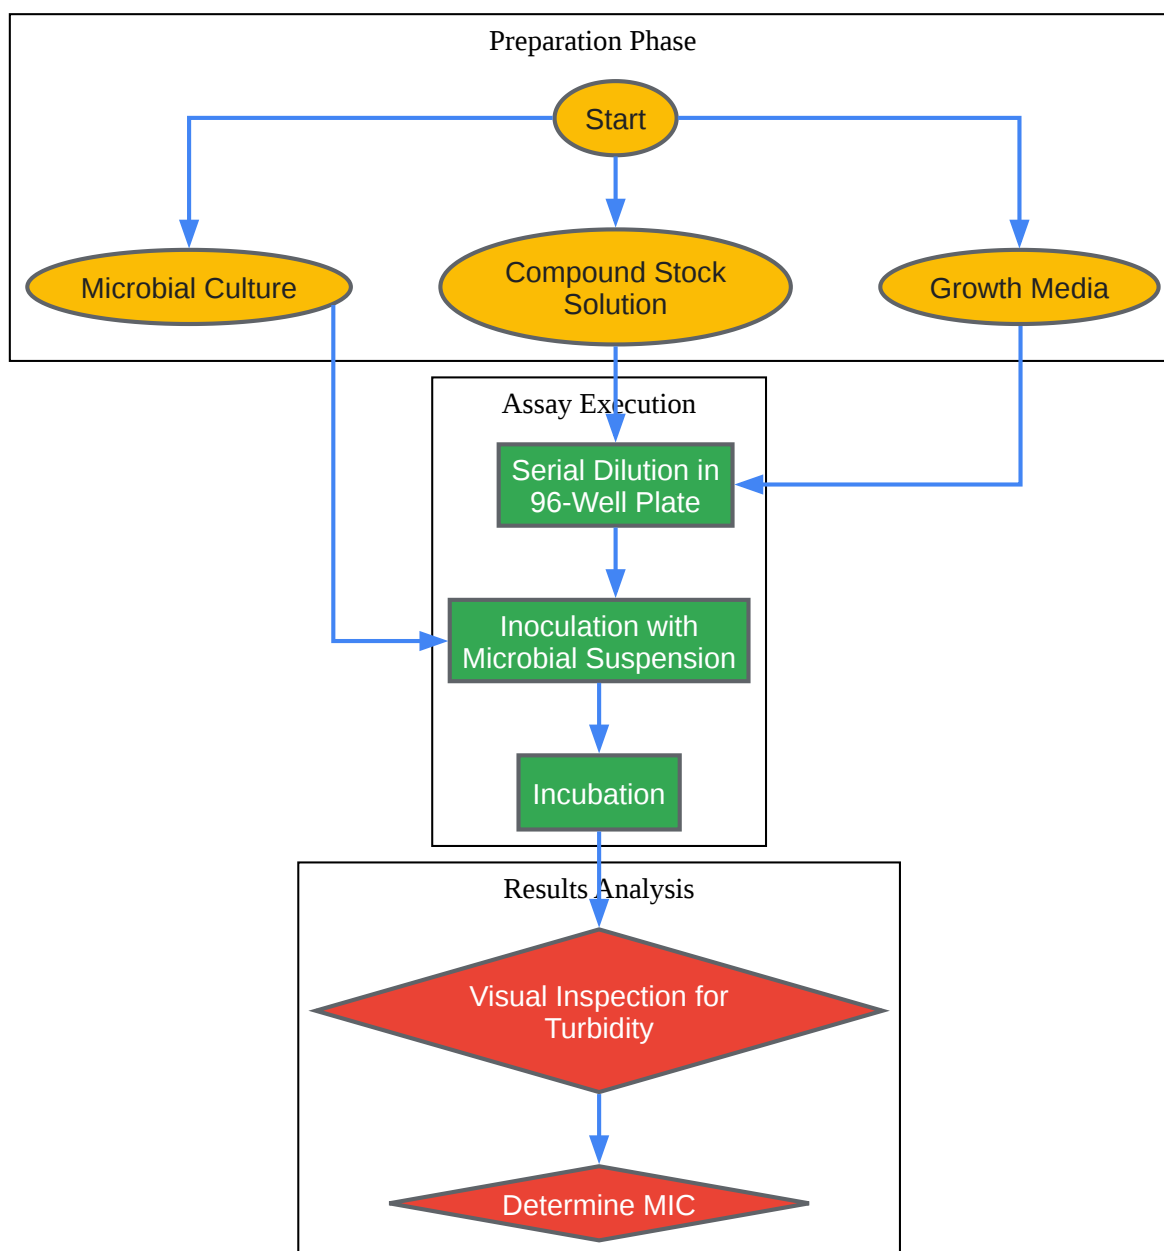 Preparation Phase
Start
Microbial Culture
Compound Stock
Solution
Growth Media
Assay Execution
Serial Dilution in
96-Well Plate
Inoculation with
Microbial Suspension
Incubation
Results Analysis
Visual Inspection for
Turbidity
Determine MIC